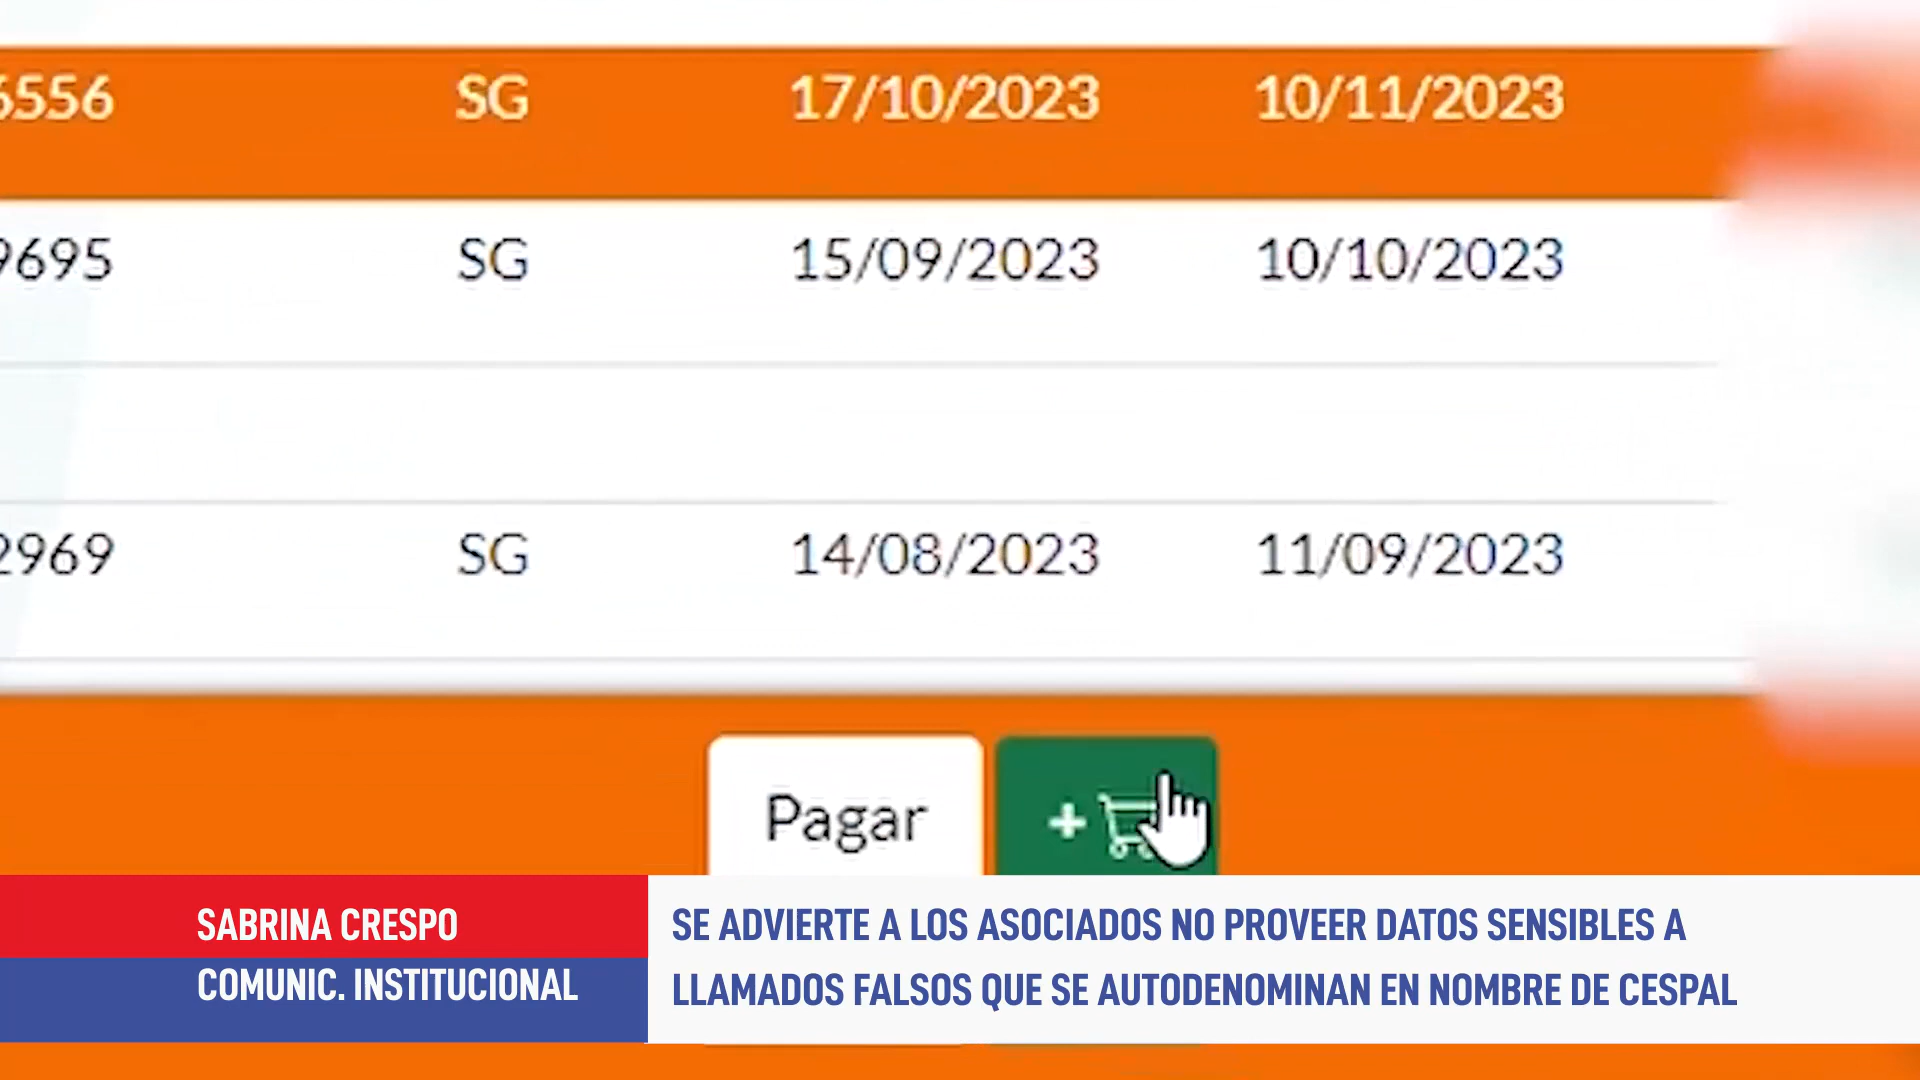 6556 SG 17/10/2023 10/11/2023
9695 SG 15/09/2023 10/10/2023
2969 SG 14/08/2023 11/09/2023
Pagar +
SABRINA CRESPO
COMUNIC. INSTITUCIONAL
SE ADVIERTE A LOS ASOCIADOS NO PROVEER DATOS SENSIBLES A
LLAMADOS FALSOS QUE SE AUTODENOMINAN EN NOMBRE DE CESPAL